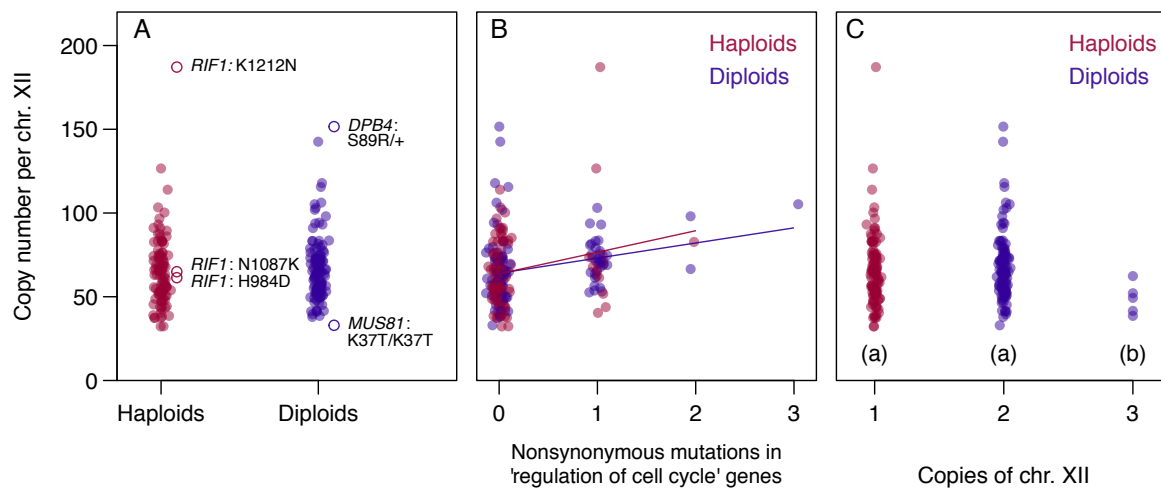 Copy number per chr. XII
200
150
100
50
0
A
RIF1: K1212N
DPB4:
S89R/+
RIF1: N1087K
RIF1: H984D
MUS81:
K37T/K37T
Haploids
Diploids
B
Haploids
Diploids
0
1
2
3
Nonsynonymous mutations in
'regulation of cell cycle' genes
C
Haploids
Diploids
(a)
(a)
(b)
1
2
3
Copies of chr. XII